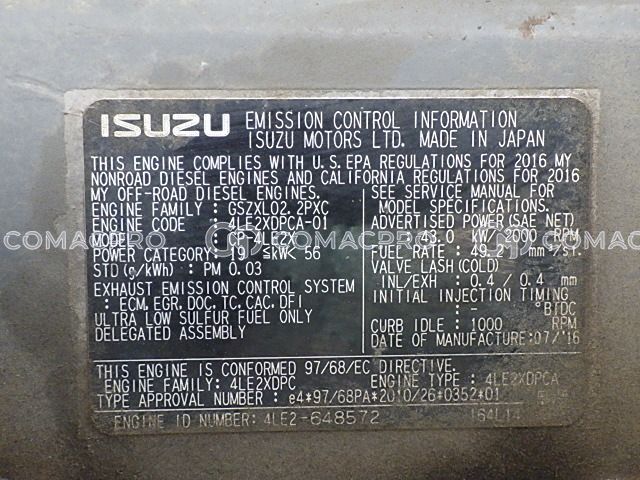 ISUZU EMISSION CONTROL INFORMATION
ISUZU MOTORS LTD. MADE IN JAPAN
THIS ENGINE COMPLIES WITH U.S.EPA REGULATIONS FOR 2016 MY
NONROAD DIESEL ENGINES AND CALIFORNIA REGULATIONS FOR 2016
MY OFF-ROAD DIESEL ENGINES.
ENGINE FAMILY : GSZXL02.2PXC
ENGINE CODE : 4LE2XDPCA-01
MODEL : CP-4LE2X
POWER CATEGORY : 19 ≦kW< 56
STD (g/kWh) : PM 0.03
EXHAUST EMISSION CONTROL SYSTEM
: ECM, EGR, DOC, TC, CAC, DFI
ULTRA LOW SULFUR FUEL ONLY
DELEGATED ASSEMBLY
SEE SERVICE MANUAL FOR
MODEL SPECIFICATIONS.
ADVERTISED POWER(SAE NET)
: 43.0 kW/ 2000 RPM
FUEL RATE : 49.2 mm³/st.
VALVE LASH(COLD)
INL/EXH : 0.4 / 0.4 mm
INITIAL INJECTION TIMING
: - °BTDC
CURB IDLE : 1000 RPM
DATE OF MANUFACTURE:07/'16
THIS ENGINE IS CONFORMED 97/68/EC DIRECTIVE.
ENGINE FAMILY: 4LE2XDPC ENGINE TYPE : 4LE2XDPCA
TYPE APPROVAL NUMBER : e4*97/68PA*2010/26*0352*01
ENGINE ID NUMBER: 4LE2-648572 164L14
COMACPRO COMACPRO COMACPRO